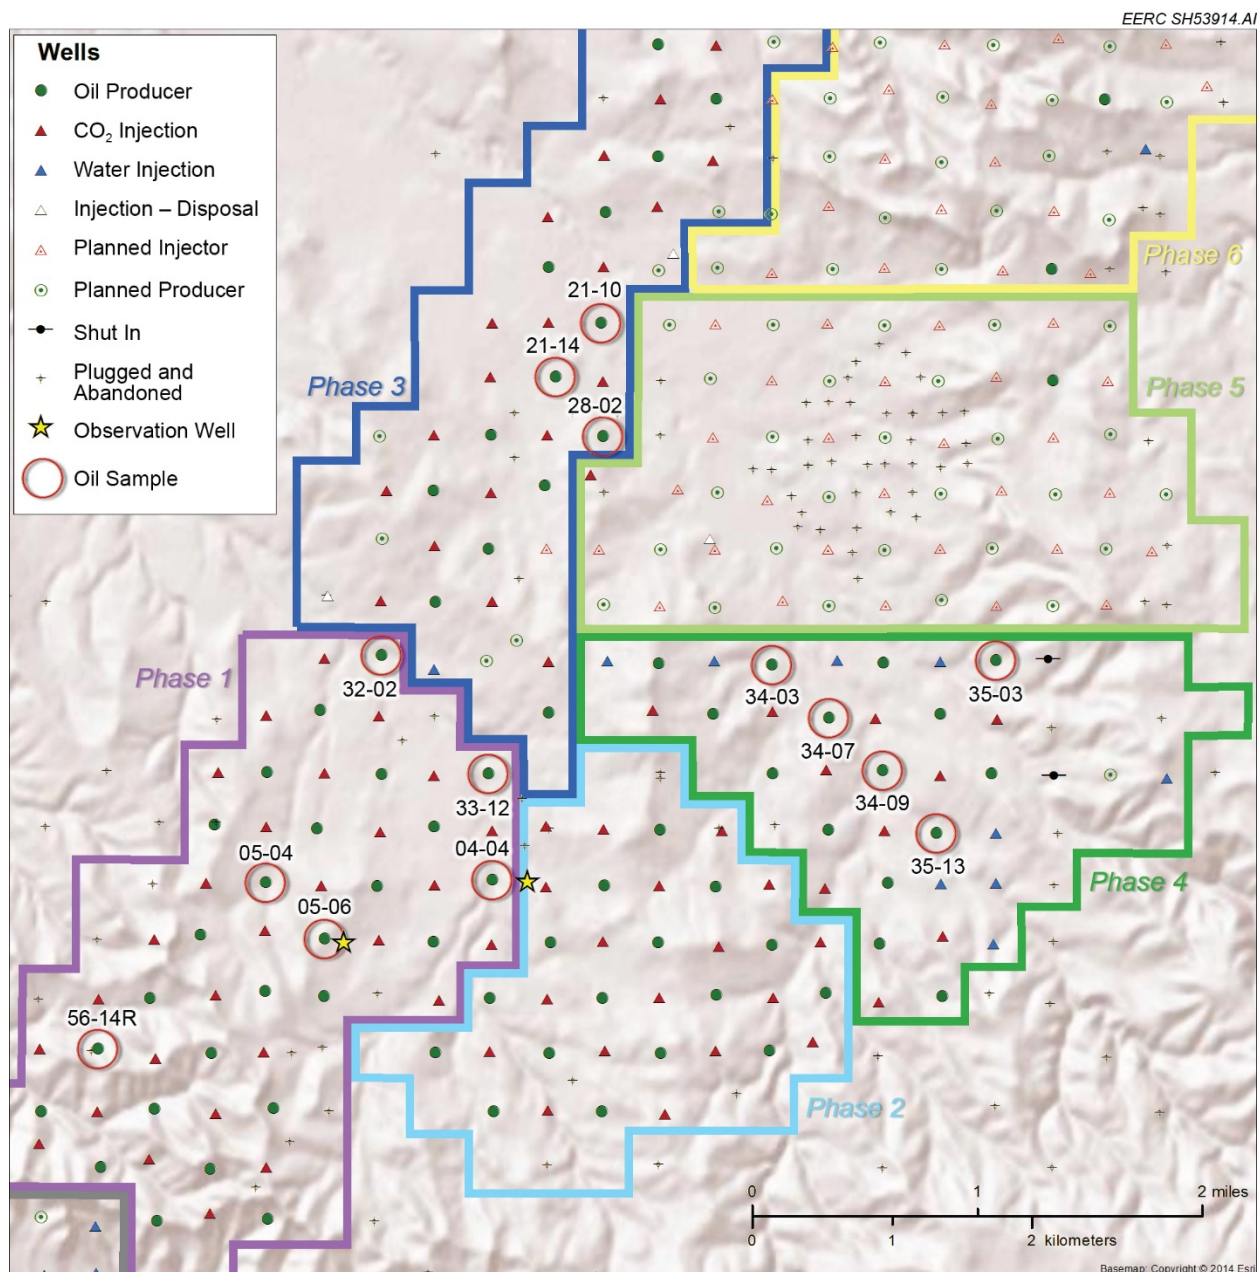 EERC SH53914.AI
Wells
Oil Producer
CO₂ Injection
Water Injection
Injection – Disposal
Planned Injector
Planned Producer
Shut In
Plugged and
Abandoned
Observation Well
Oil Sample
Phase 6
21-10
21-14
Phase 3
Phase 5
28-02
Phase 1
32-02
34-03
35-03
34-07
33-12
34-09
05-04
04-04
35-13
Phase 4
05-06
56-14R
Phase 2
0 1 2 miles
0 1 2 kilometers
Basemap: Copyright © 2014 Esri